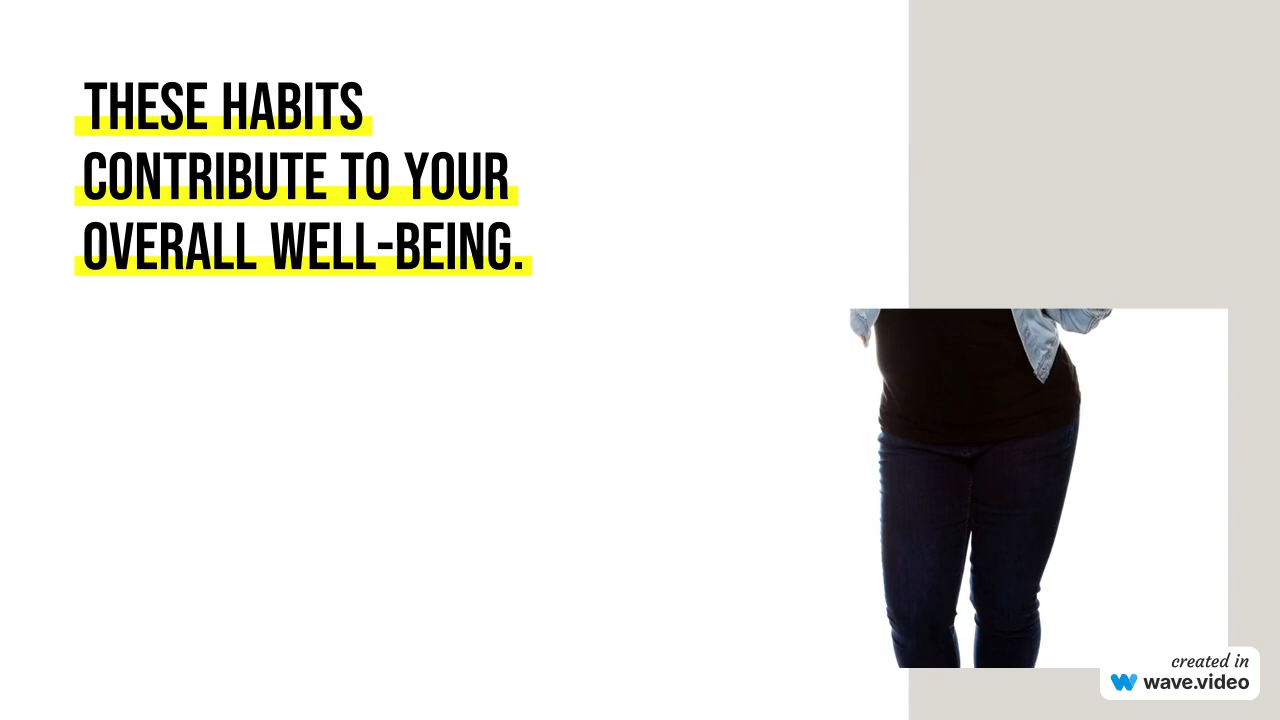 THESE HABITS
CONTRIBUTE TO YOUR
OVERALL WELL-BEING.
created in
wave.video